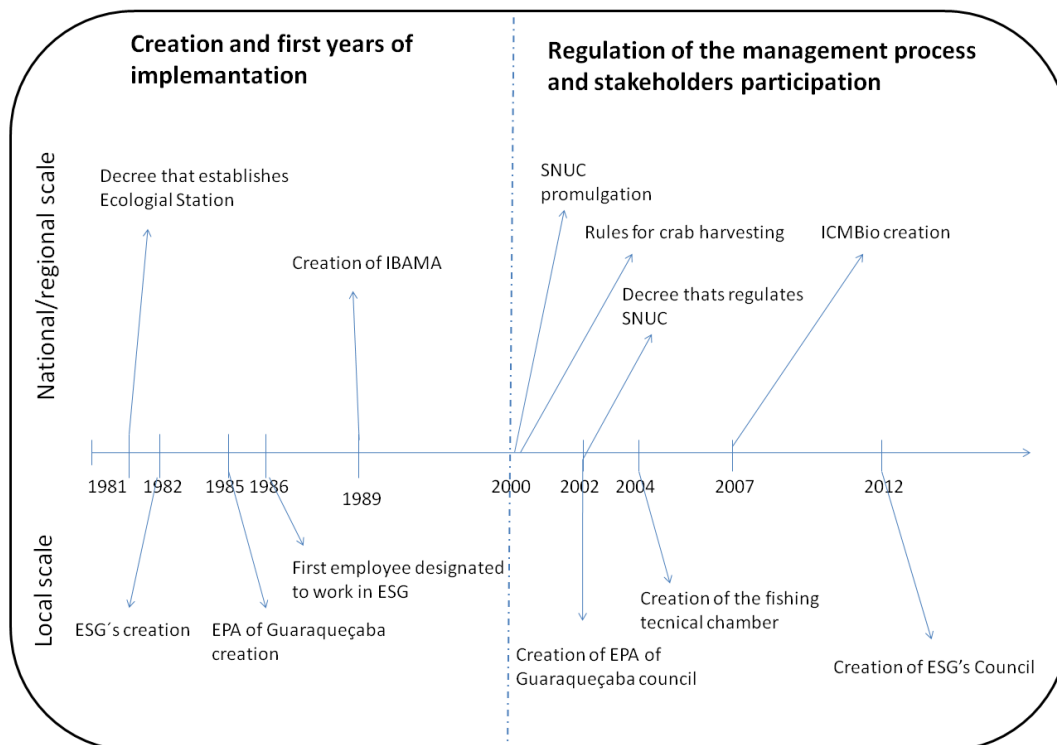 Creation and first years of
implemantation
Regulation of the management process
and stakeholders participation
National/regional scale
Decree that establishes
Ecologial Station
Creation of IBAMA
SNUC
promulgation
Rules for crab harvesting
ICMBio creation
Decree thats regulates
SNUC
1981
1982
1985
1986
1989
2000
2002
2004
2007
2012
Local scale
First employee designated
to work in ESG
ESG´s creation
EPA of Guaraqueçaba
creation
Creation of the fishing
tecnical chamber
Creation of EPA of
Guaraqueçaba council
Creation of ESG’s Council